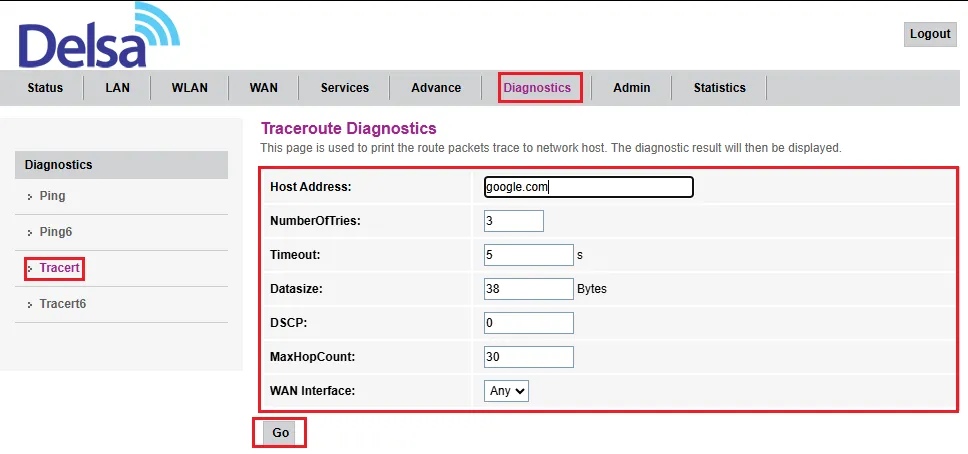 Delsa
Logout
Status LAN WLAN WAN Services Advance Diagnostics Admin Statistics
Diagnostics
Ping
Ping6
Tracert
Tracert6
Traceroute Diagnostics
This page is used to print the route packets trace to network host. The diagnostic result will then be displayed.
Host Address: google.com
NumberOfTries: 3
Timeout: 5 s
Datasize: 38 Bytes
DSCP: 0
MaxHopCount: 30
WAN Interface: Any
Go